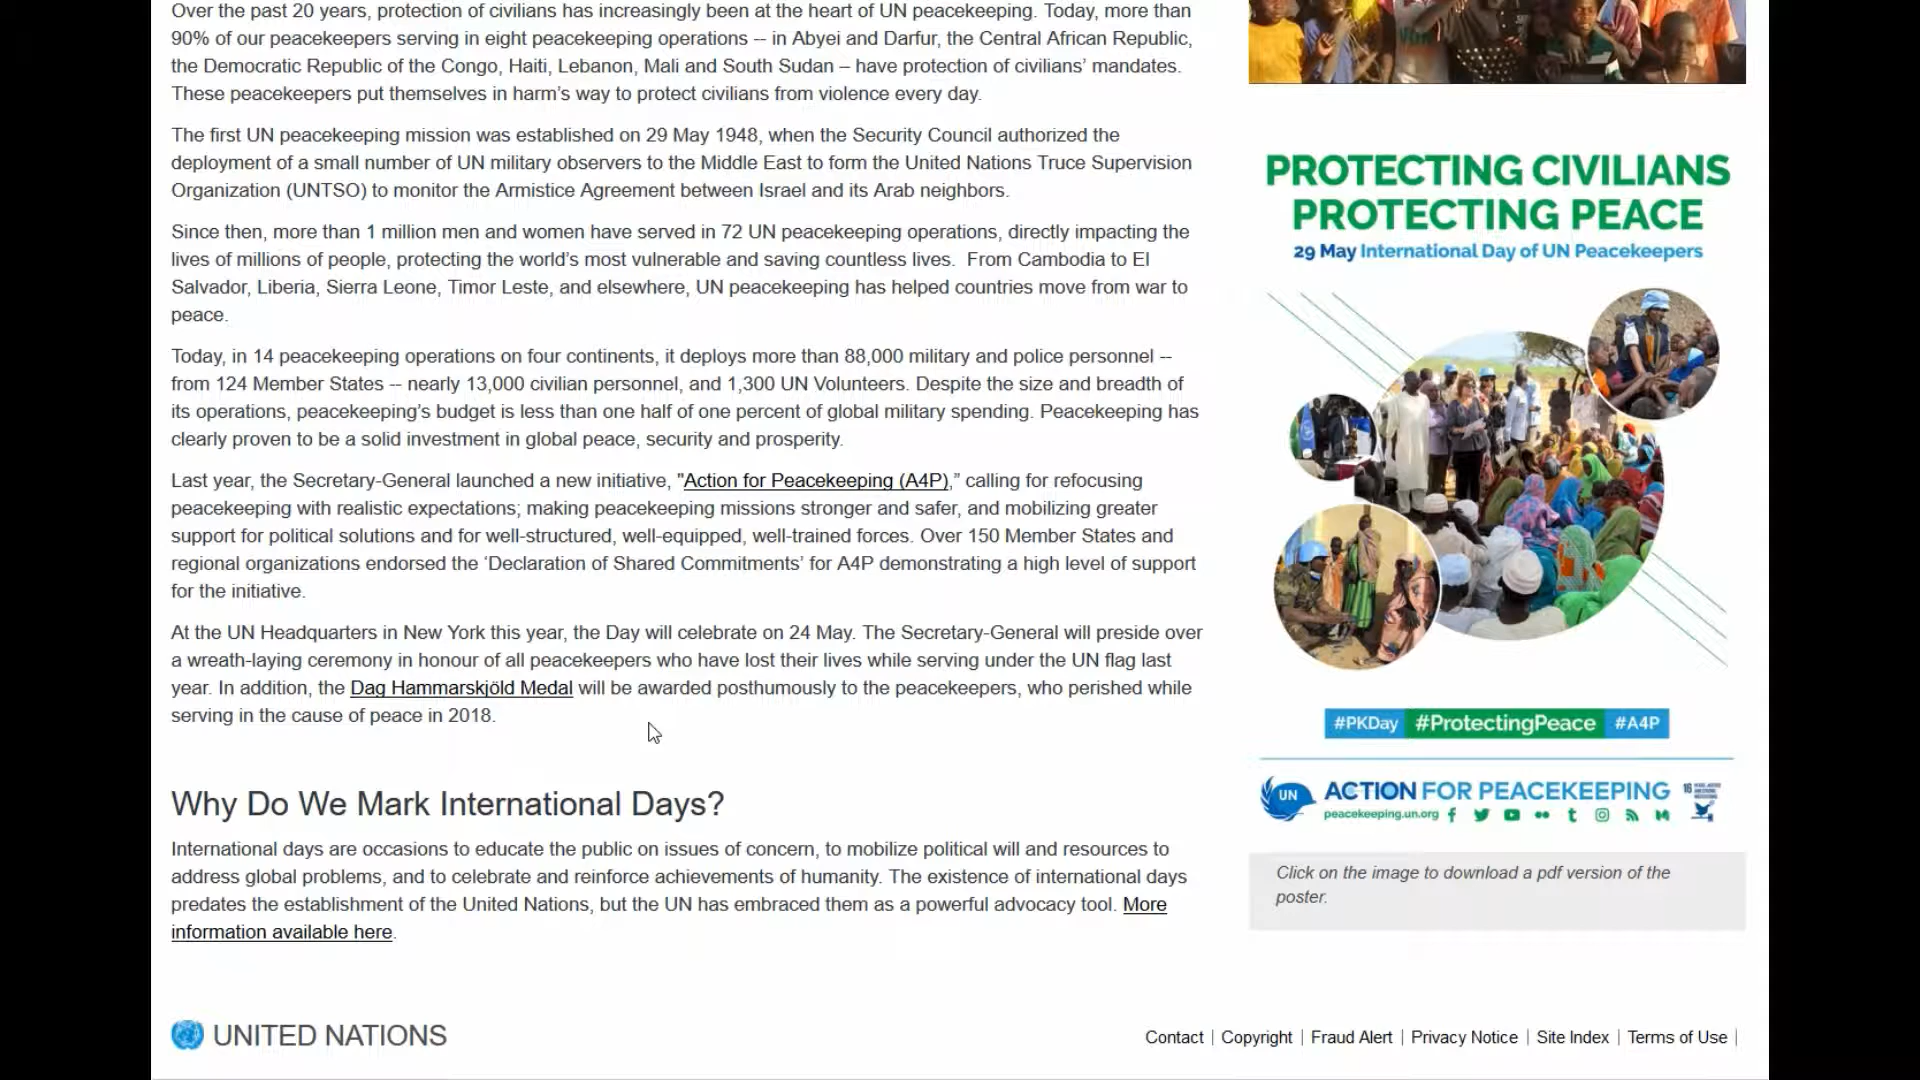 Over the past 20 years, protection of civilians has increasingly been at the heart of UN peacekeeping. Today, more than
90% of our peacekeepers serving in eight peacekeeping operations -- in Abyei and Darfur, the Central African Republic,
the Democratic Republic of the Congo, Haiti, Lebanon, Mali and South Sudan – have protection of civilians’ mandates.
These peacekeepers put themselves in harm’s way to protect civilians from violence every day.
The first UN peacekeeping mission was established on 29 May 1948, when the Security Council authorized the
deployment of a small number of UN military observers to the Middle East to form the United Nations Truce Supervision
Organization (UNTSO) to monitor the Armistice Agreement between Israel and its Arab neighbors.
Since then, more than 1 million men and women have served in 72 UN peacekeeping operations, directly impacting the
lives of millions of people, protecting the world’s most vulnerable and saving countless lives.  From Cambodia to El
Salvador, Liberia, Sierra Leone, Timor Leste, and elsewhere, UN peacekeeping has helped countries move from war to
peace.
Today, in 14 peacekeeping operations on four continents, it deploys more than 88,000 military and police personnel --
from 124 Member States -- nearly 13,000 civilian personnel, and 1,300 UN Volunteers. Despite the size and breadth of
its operations, peacekeeping’s budget is less than one half of one percent of global military spending. Peacekeeping has
clearly proven to be a solid investment in global peace, security and prosperity.
Last year, the Secretary-General launched a new initiative, "Action for Peacekeeping (A4P),” calling for refocusing
peacekeeping with realistic expectations; making peacekeeping missions stronger and safer, and mobilizing greater
support for political solutions and for well-structured, well-equipped, well-trained forces. Over 150 Member States and
regional organizations endorsed the ‘Declaration of Shared Commitments’ for A4P demonstrating a high level of support
for the initiative.
At the UN Headquarters in New York this year, the Day will celebrate on 24 May. The Secretary-General will preside over
a wreath-laying ceremony in honour of all peacekeepers who have lost their lives while serving under the UN flag last
year. In addition, the Dag Hammarskjöld Medal will be awarded posthumously to the peacekeepers, who perished while
serving in the cause of peace in 2018.
Why Do We Mark International Days?
International days are occasions to educate the public on issues of concern, to mobilize political will and resources to
address global problems, and to celebrate and reinforce achievements of humanity. The existence of international days
predates the establishment of the United Nations, but the UN has embraced them as a powerful advocacy tool. More
information available here.
PROTECTING CIVILIANS
PROTECTING PEACE
29 May International Day of UN Peacekeepers
#PKDay #ProtectingPeace #A4P
UN
ACTION FOR PEACEKEEPING
peacekeeping.un.org
16
Click on the image to download a pdf version of the
poster.
UNITED NATIONS
Contact | Copyright | Fraud Alert | Privacy Notice | Site Index | Terms of Use |